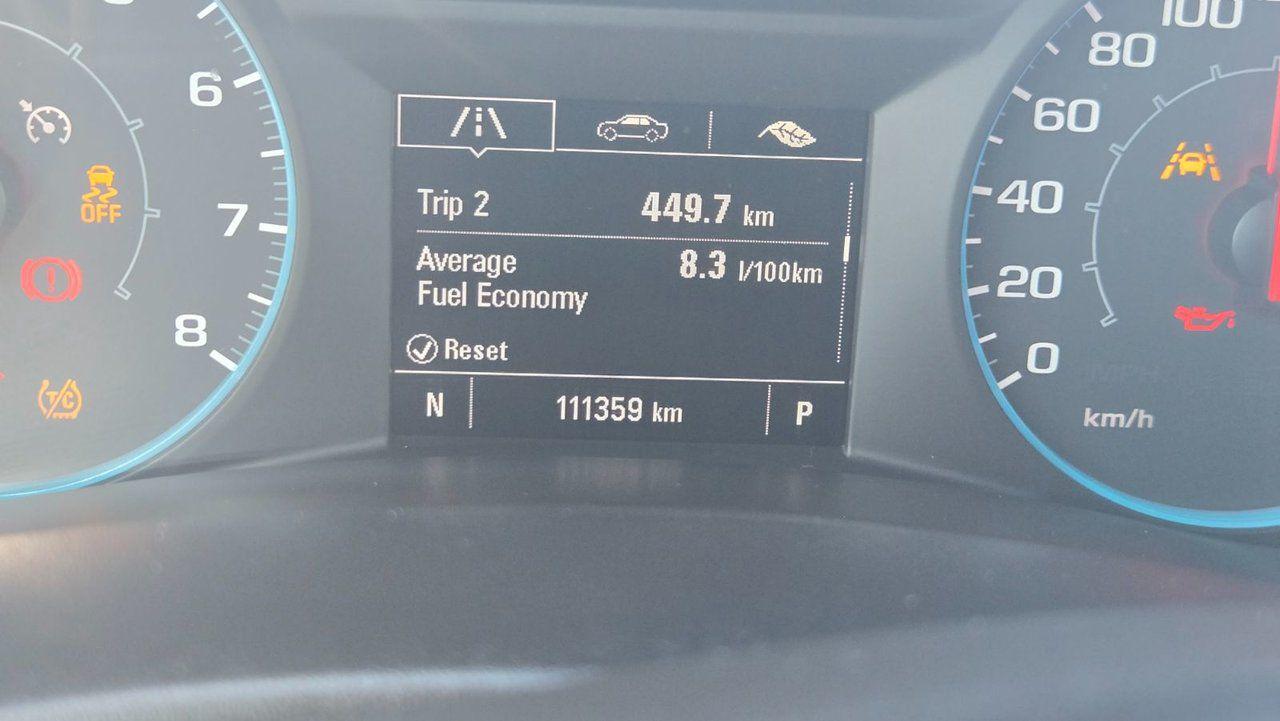 6
7
8
OFF
T/C
Trip 2 449.7 km
Average 8.3 l/100km
Fuel Economy
Reset
N 111359 km P
100
80
60
40
20
0
km/h